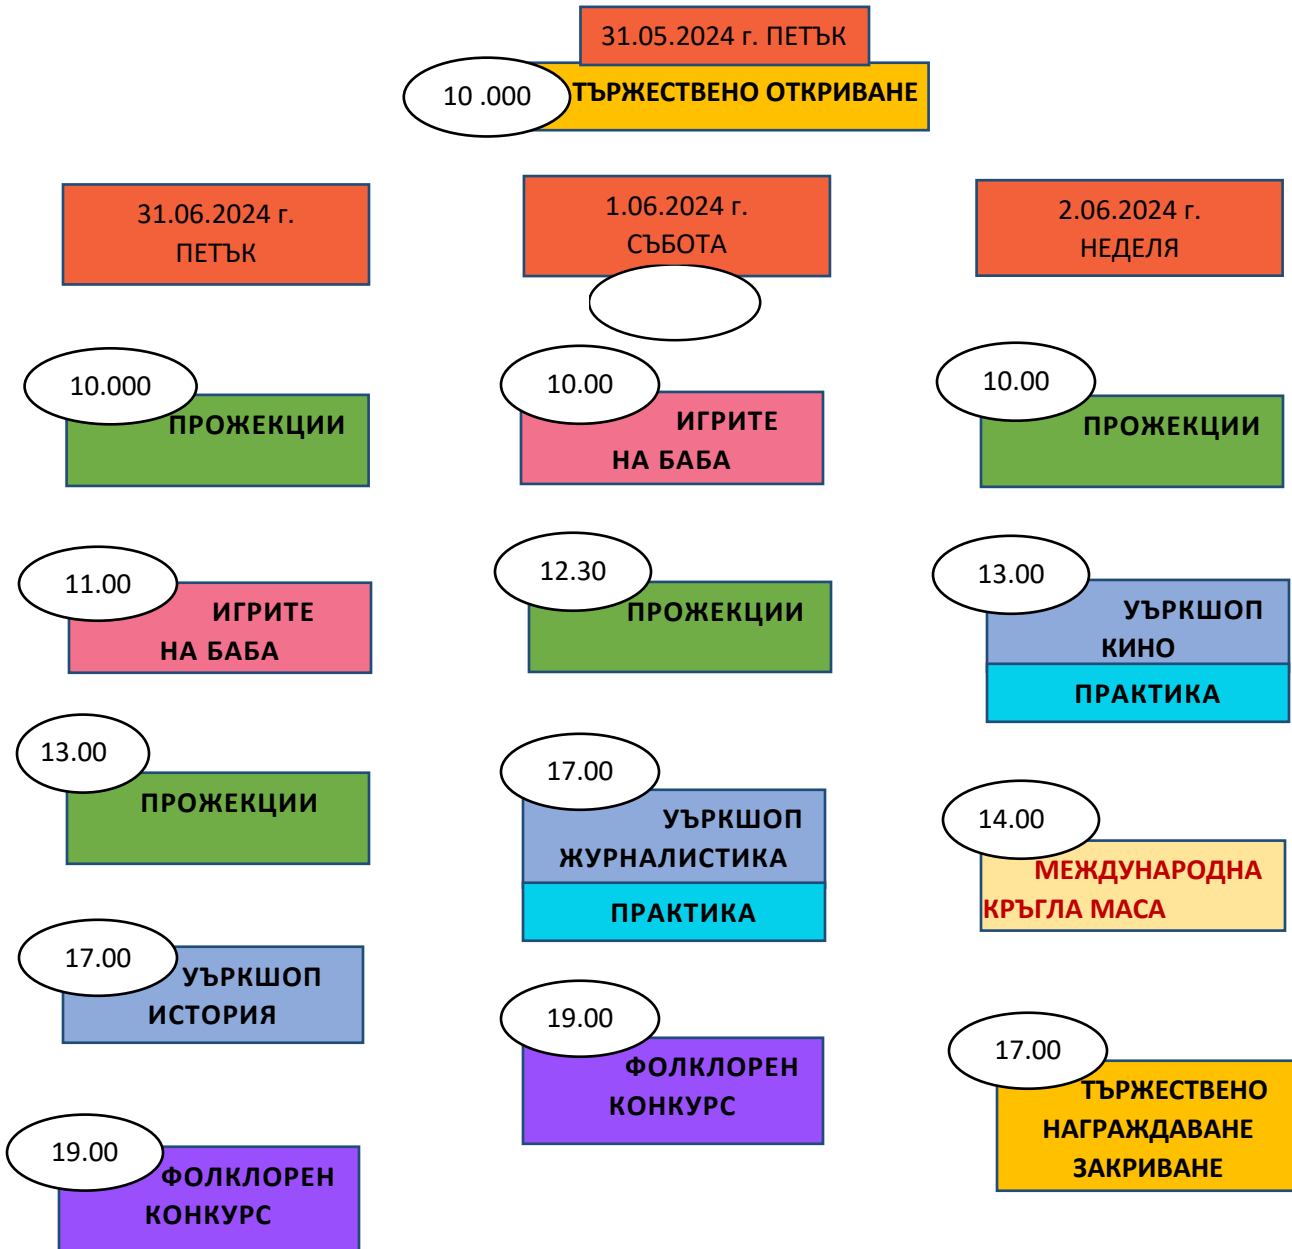 31.05.2024 г. ПЕТЪК
10 .000
ТЪРЖЕСТВЕНО ОТКРИВАНЕ
31.06.2024 г.
ПЕТЪК
10.000
ПРОЖЕКЦИИ
11.00
ИГРИТЕ
НА БАБА
13.00
ПРОЖЕКЦИИ
17.00
УЪРКШОП
ИСТОРИЯ
19.00
ФОЛКЛОРЕН
КОНКУРС
1.06.2024 г.
СЪБОТА
10.00
ИГРИТЕ
НА БАБА
12.30
ПРОЖЕКЦИИ
17.00
УЪРКШОП
ЖУРНАЛИСТИКА
ПРАКТИКА
19.00
ФОЛКЛОРЕН
КОНКУРС
2.06.2024 г.
НЕДЕЛЯ
10.00
ПРОЖЕКЦИИ
13.00
УЪРКШОП
КИНО
ПРАКТИКА
14.00
МЕЖДУНАРОДНА
КРЪГЛА МАСА
17.00
ТЪРЖЕСТВЕНО
НАГРАЖДАВАНЕ
ЗАКРИВАНЕ